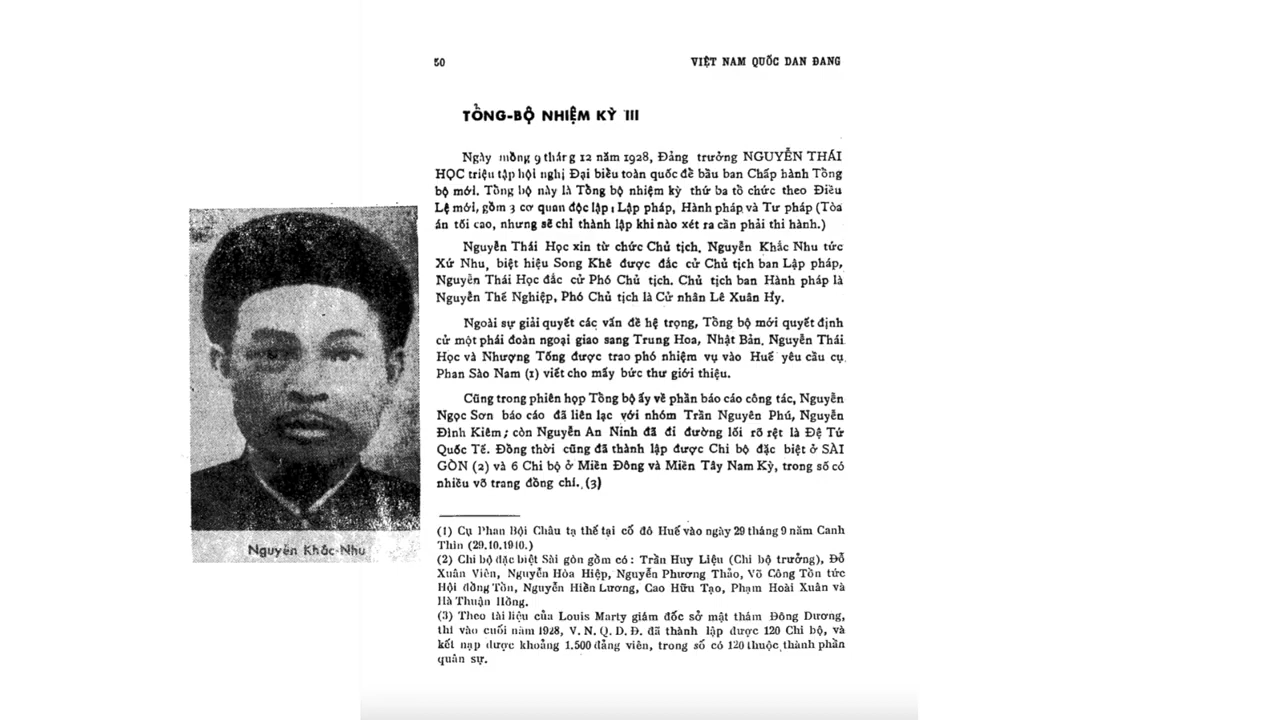 50
VIỆT NAM QUỐC DAN ĐANG
TỔNG-BỘ NHIỆM KỲ III
Ngày mồng 9 tháng 12 năm 1928, Đảng trưởng NGUYỄN THÁI
HỌC triệu tập hội nghị Đại biểu toàn quốc để bầu ban Chấp hành Tổng
bộ mới. Tổng bộ này là Tổng bộ nhiệm kỳ thứ ba tổ chức theo Điều
Lệ mới, gồm 3 cơ quan độc lập: Lập pháp, Hành pháp và Tư pháp (Tòa
án tối cao, nhưng sẽ chỉ thành lập khi nào xét ra cần phải thi hành.)
Nguyễn Thái Học xin từ chức Chủ tịch. Nguyễn Khắc Nhu tức
Xứ Nhu, biệt hiệu Song Khê được đắc cử Chủ tịch ban Lập pháp,
Nguyễn Thái Học đắc cử Phó Chủ tịch. Chủ tịch ban Hành pháp là
Nguyễn Thế Nghiệp, Phó Chủ tịch là Cử nhân Lê Xuân Hy.
Ngoài sự giải quyết các vấn đề hệ trọng, Tổng bộ mới quyết định
cử một phái đoàn ngoại giao sang Trung Hoa, Nhật Bản. Nguyễn Thái
Học và Nhượng Tống được trao phó nhiệm vụ vào Huế yêu cầu cụ
Phan Sào Nam (1) viết cho mấy bức thư giới thiệu.
Cũng trong phiên họp Tổng bộ ấy về phần báo cáo công tác, Nguyễn
Ngọc Sơn báo cáo đã liên lạc với nhóm Trần Nguyên Phú, Nguyễn
Đình Kiêm; còn Nguyễn An Ninh đã đi đường lối rõ rệt là Đệ Tứ
Quốc Tế. Đồng thời cũng đã thành lập được Chi bộ đặc biệt ở SÀI
GÒN (2) và 6 Chi bộ ở Miền Đông và Miền Tây Nam Kỳ, trong số có
nhiều võ trang đồng chí. (3)
(1) Cụ Phan Bội Châu tạ thế tại cố đô Huế vào ngày 29 tháng 9 năm Canh
Thìn (29.10.1940.)
(2) Chi bộ đặc biệt Sài gòn gồm có: Trần Huy Liệu (Chi bộ trưởng), Đỗ
Xuân Viên, Nguyễn Hòa Hiệp, Nguyễn Phương Thảo, Võ Công Tồn tức
Hội đồng Tồn, Nguyễn Hiền Lương, Cao Hữu Tạo, Phạm Hoài Xuân và
Hà Thuận Hồng.
(3) Theo tài liệu của Louis Marty giám đốc sở mật thám Đông Dương,
thì vào cuối năm 1928, V. N. Q. D. Đ. đã thành lập được 120 Chi bộ, và
kết nạp được khoảng 1.500 đảng viên, trong số có 120 thuộc thành phần
quân sự.
Nguyễn Khắc-Nhu